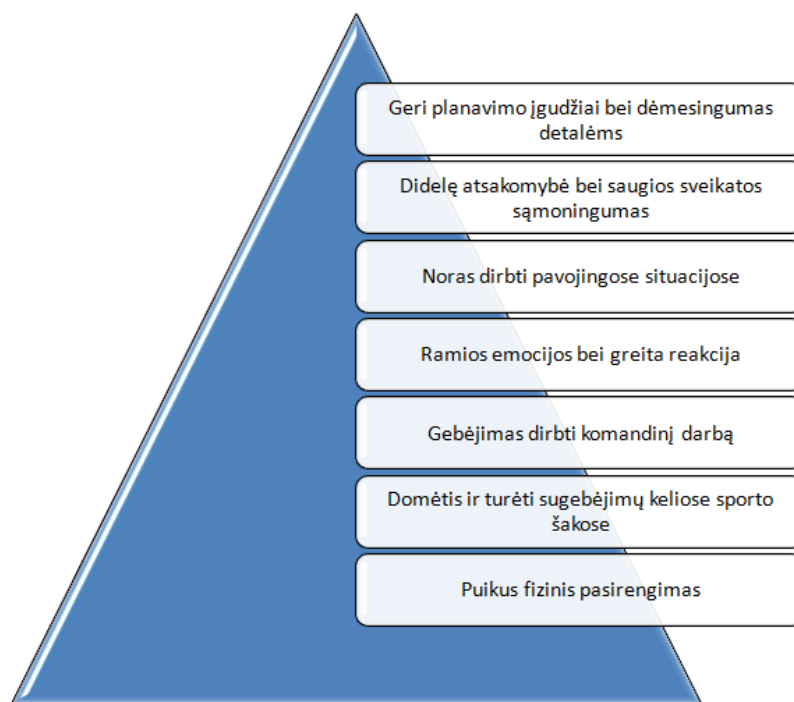 Geri planavimo įgudžiai bei dėmesingumas
detalėms
Didelę atsakomybė bei saugios sveikatos
sąmoningumas
Noras dirbti pavojingose situacijose
Ramios emocijos bei greita reakcija
Gebėjimas dirbti komandinį darbą
Domėtis ir turėti sugebėjimų keliose sporto
šakose
Puikus fizinis pasirengimas